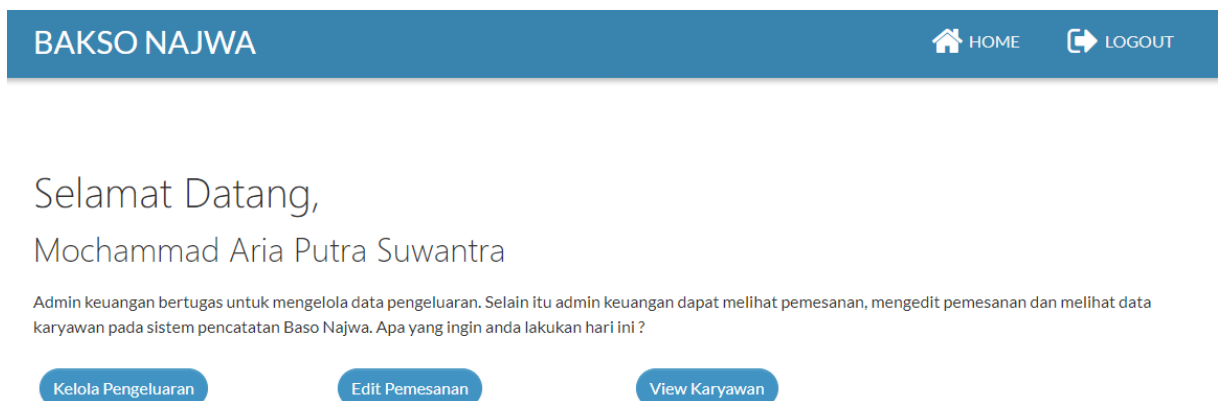 BAKSO NAJWA
HOME
LOGOUT
Selamat Datang,
Mochammad Aria Putra Suwantra
Admin keuangan bertugas untuk mengelola data pengeluaran. Selain itu admin keuangan dapat melihat pemesanan, mengedit pemesanan dan melihat data
karyawan pada sistem pencatatan Baso Najwa. Apa yang ingin anda lakukan hari ini ?
Kelola Pengeluaran
Edit Pemesanan
View Karyawan